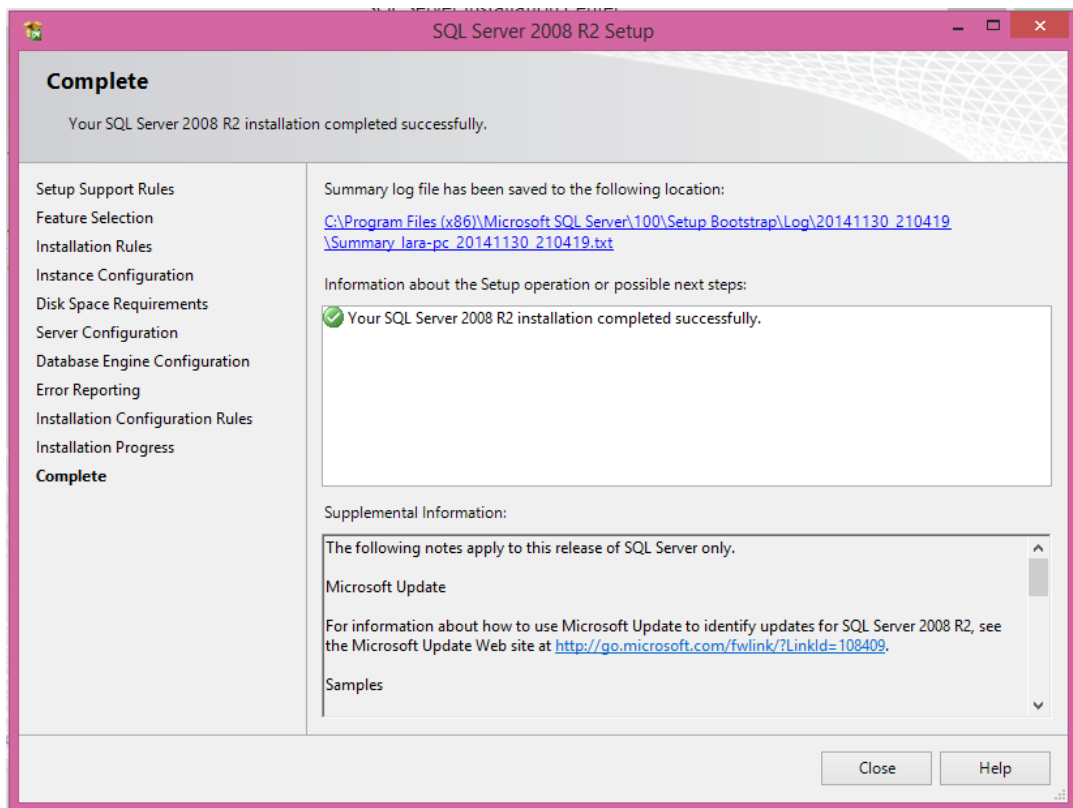 SQL Server Installation Center
SQL Server 2008 R2 Setup
Complete
Your SQL Server 2008 R2 installation completed successfully.
Setup Support Rules
Feature Selection
Installation Rules
Instance Configuration
Disk Space Requirements
Server Configuration
Database Engine Configuration
Error Reporting
Installation Configuration Rules
Installation Progress
Complete
Summary log file has been saved to the following location:
C:\Program Files (x86)\Microsoft SQL Server\100\Setup Bootstrap\Log\20141130_210419
\Summary_lara-pc_20141130_210419.txt
Information about the Setup operation or possible next steps:
Your SQL Server 2008 R2 installation completed successfully.
Supplemental Information:
The following notes apply to this release of SQL Server only.
Microsoft Update
For information about how to use Microsoft Update to identify updates for SQL Server 2008 R2, see
the Microsoft Update Web site at http://go.microsoft.com/fwlink/?LinkId=108409.
Samples
Close
Help